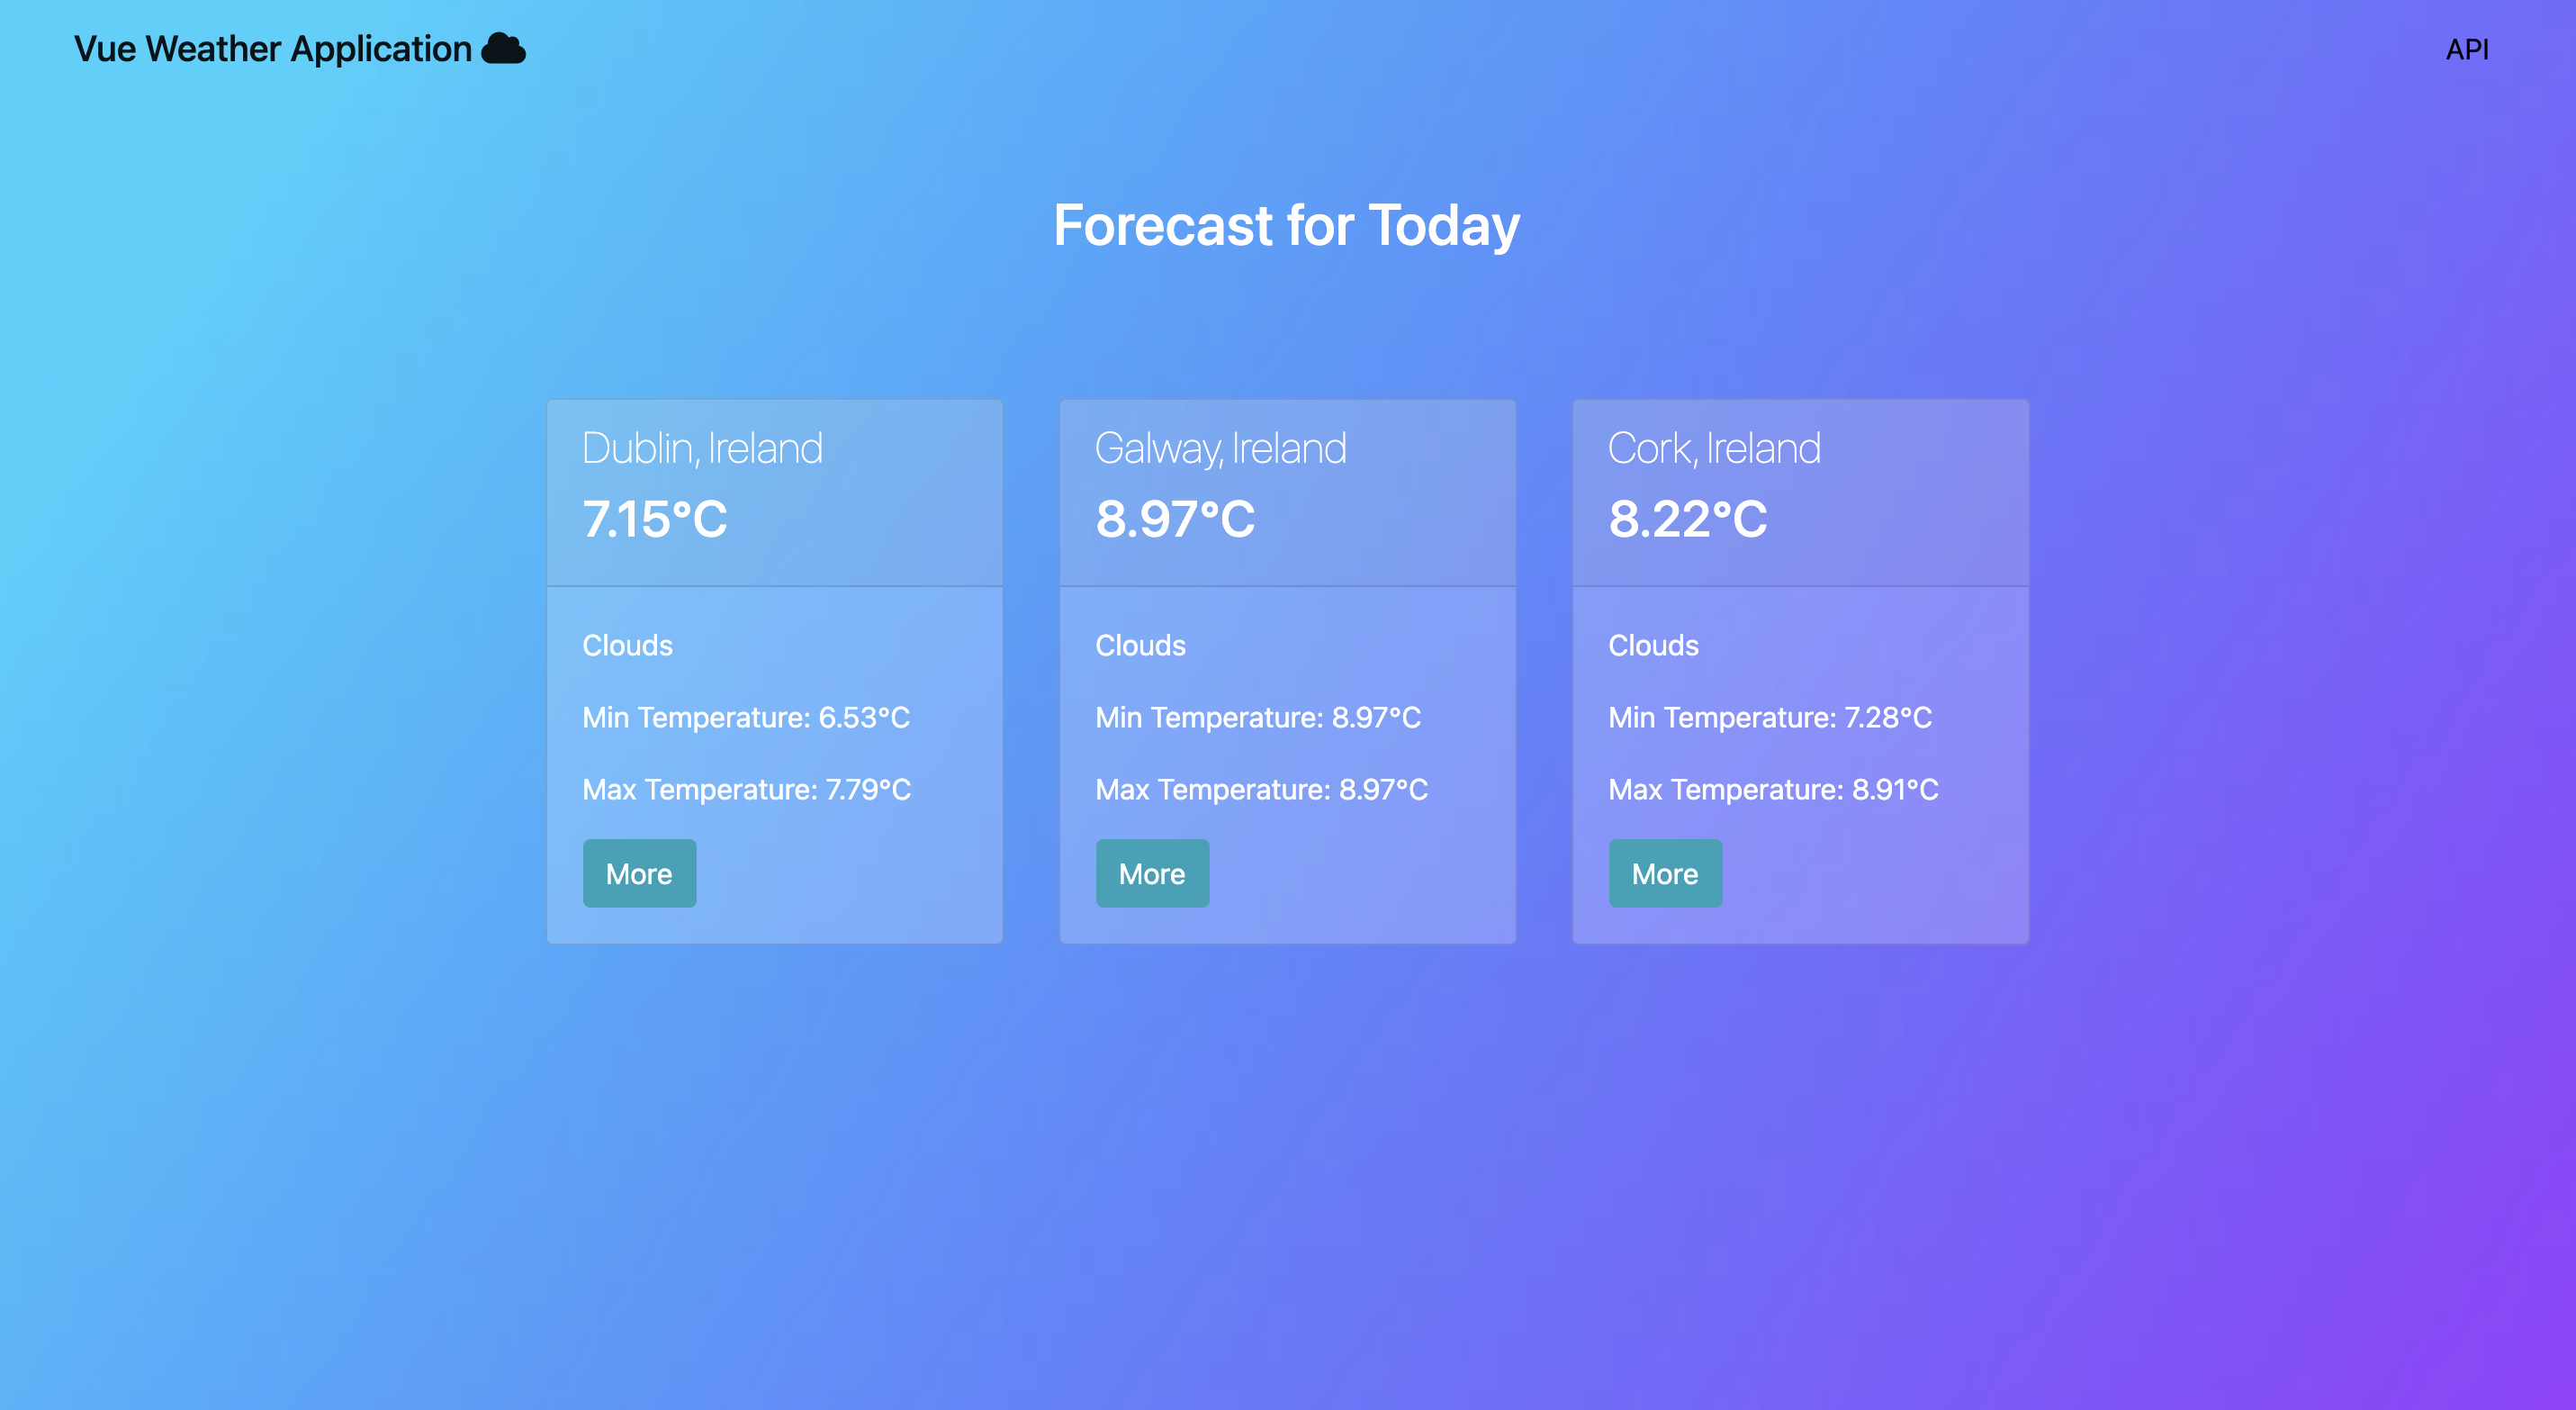 Vue Weather Application
API
Forecast for Today
Dublin, Ireland
7.15°C
Clouds
Min Temperature: 6.53°C
Max Temperature: 7.79°C
More
Galway, Ireland
8.97°C
Clouds
Min Temperature: 8.97°C
Max Temperature: 8.97°C
More
Cork, Ireland
8.22°C
Clouds
Min Temperature: 7.28°C
Max Temperature: 8.91°C
More